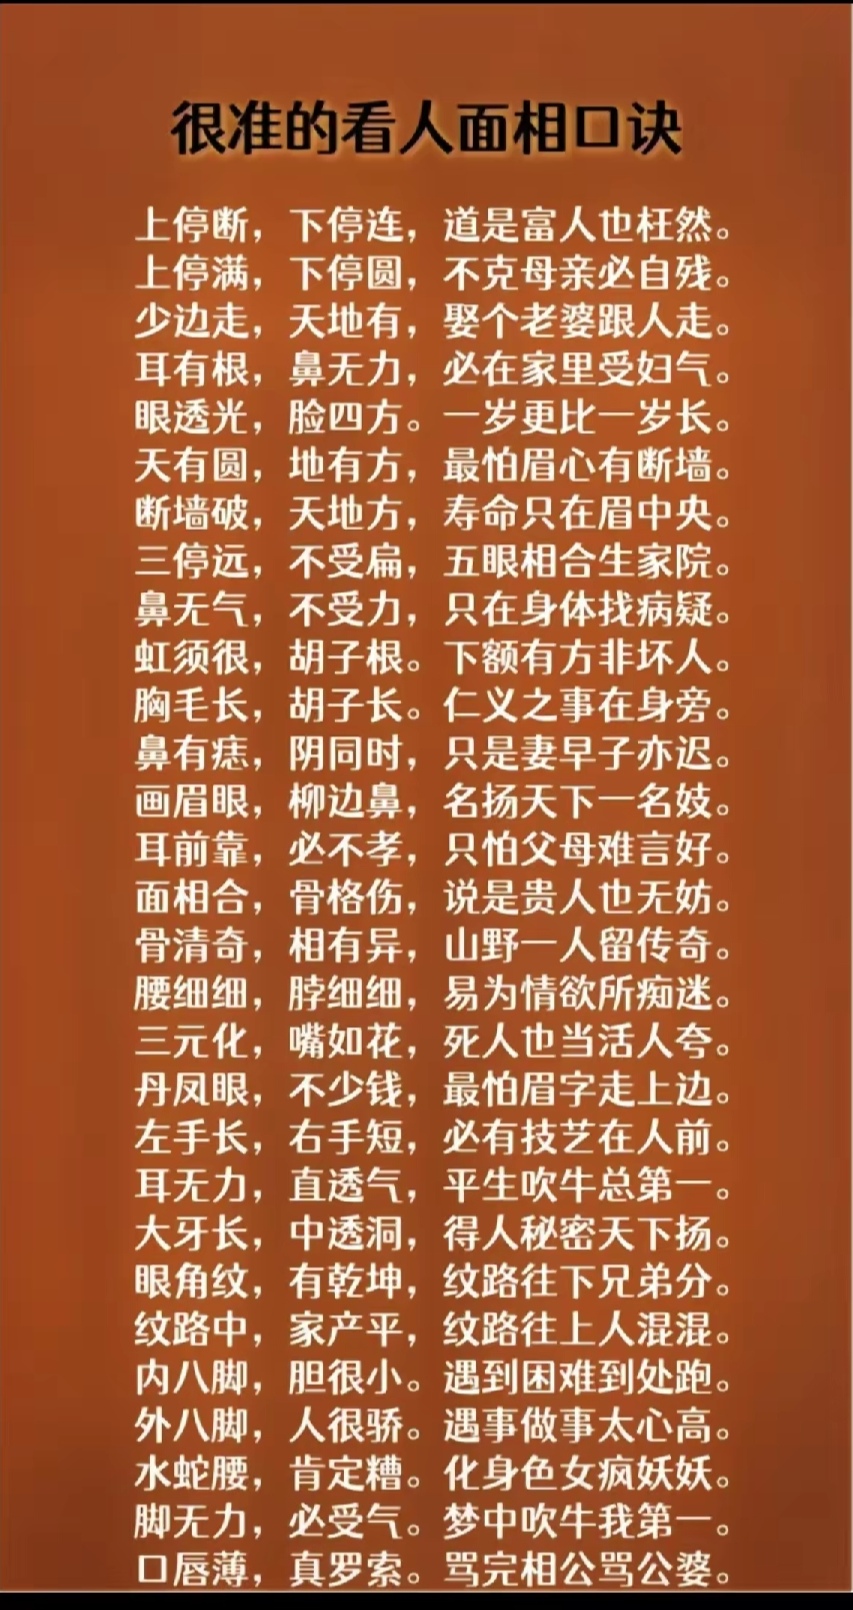 很准的看人面相口诀
上停断，下停连，道是富人也枉然。
上停满，下停圆，不克母亲必自残。
少边走，天地有，娶个老婆跟人走。
耳有根，鼻无力，必在家里受妇气。
眼透光，脸四方。一岁更比一岁长。
天有圆，地有方，最怕眉心有断墙。
断墙破，天地方，寿命只在眉中央。
三停远，不受扁，五眼相合生家院。
鼻无气，不受力，只在身体找病疑。
虹须很，胡子根。下额有方非坏人。
胸毛长，胡子长。仁义之事在身旁。
鼻有痣，阴同时，只是妻早子亦迟。
画眉眼，柳边鼻，名扬天下一名妓。
耳前靠，必不孝，只怕父母难言好。
面相合，骨格伤，说是贵人也无妨。
骨清奇，相有异，山野一人留传奇。
腰细细，脖细细，易为情欲所痴迷。
三元化，嘴如花，死人也当活人夸。
丹凤眼，不少钱，最怕眉字走上边。
左手长，右手短，必有技艺在人前。
耳无力，直透气，平生吹牛总第一。
大牙长，中透洞，得人秘密天下扬。
眼角纹，有乾坤，纹路往下兄弟分。
纹路中，家产平，纹路往上人混混。
内八脚，胆很小。遇到困难到处跑。
外八脚，人很骄。遇事做事太心高。
水蛇腰，肯定糟。化身色女疯妖妖。
脚无力，必受气。梦中吹牛我第一。
口唇薄，真罗索。骂完相公骂公婆。